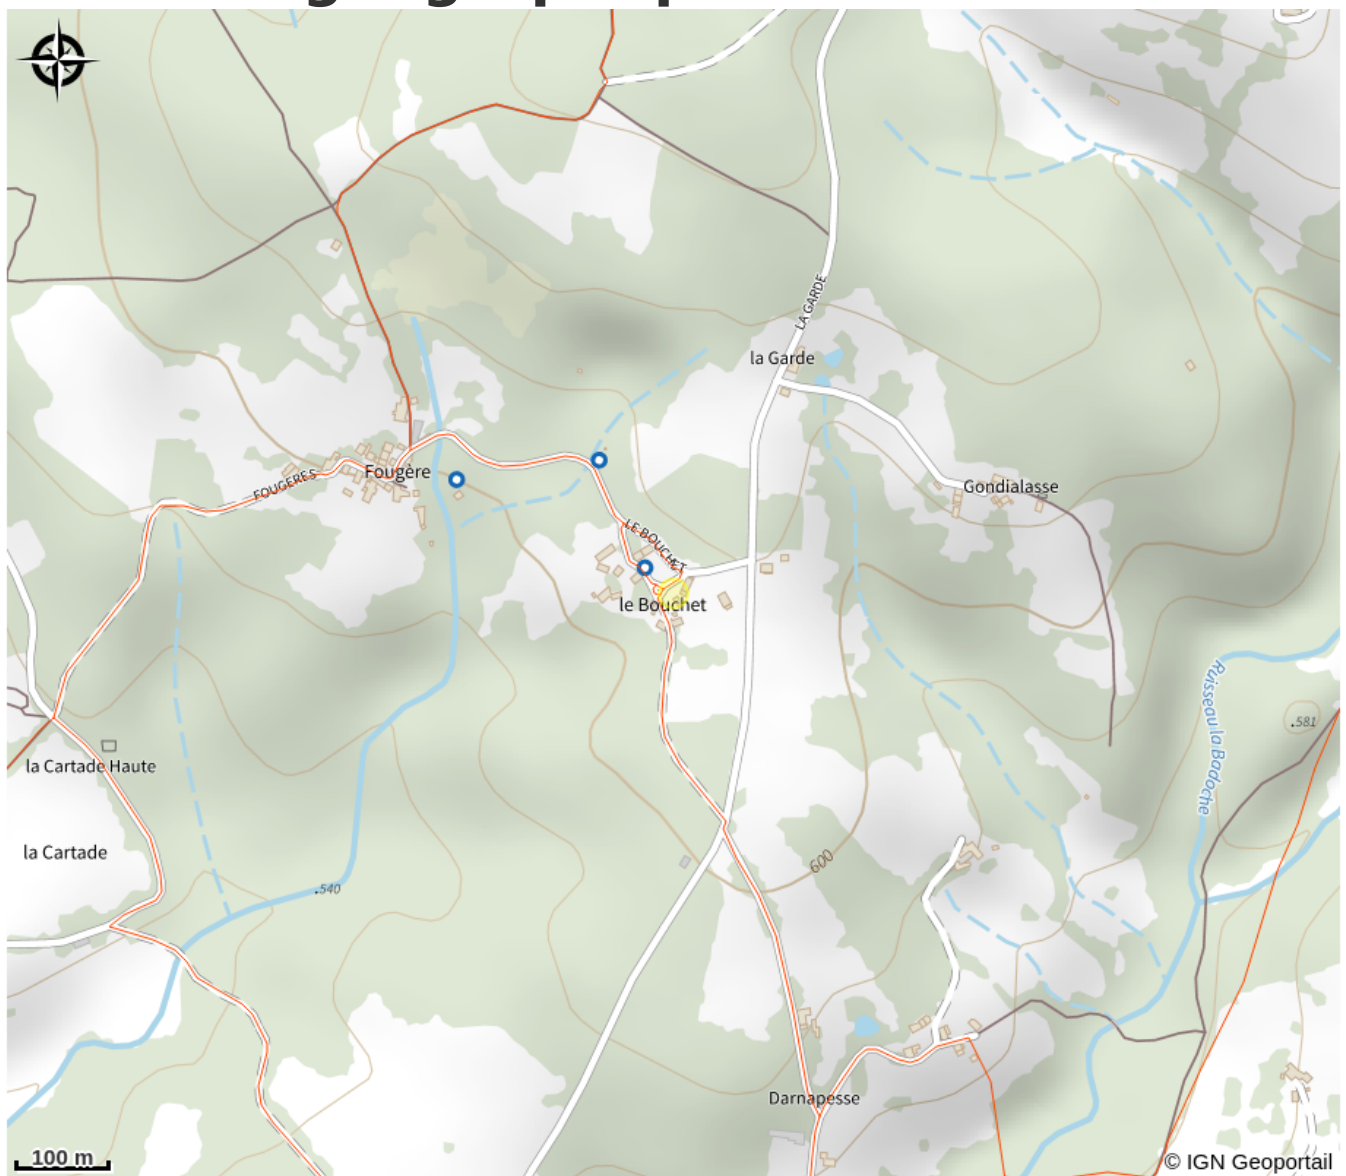 LA GARDE
la Garde
Fougère
FOUGERES
Gondialasse
LE BOUCHET
le Bouchet
Ruisseau la Badoche
.581
la Cartade Haute
la Cartade
600
.540
Darnapesse
100 m
© IGN Geoportail